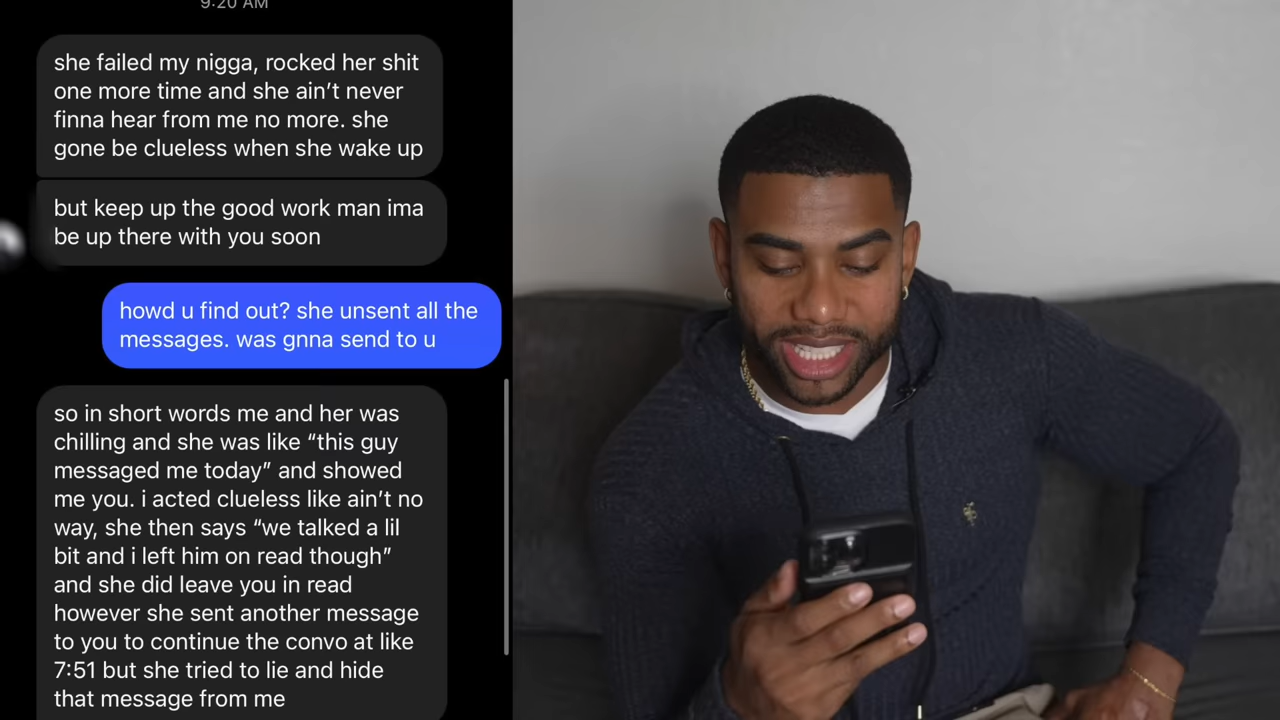 9:20 AM
she failed my nigga, rocked her shit
one more time and she ain’t never
finna hear from me no more. she
gone be clueless when she wake up
but keep up the good work man ima
be up there with you soon
howd u find out? she unsent all the
messages. was gnna send to u
so in short words me and her was
chilling and she was like “this guy
messaged me today” and showed
me you. i acted clueless like ain’t no
way, she then says “we talked a lil
bit and i left him on read though”
and she did leave you in read
however she sent another message
to you to continue the convo at like
7:51 but she tried to lie and hide
that message from me